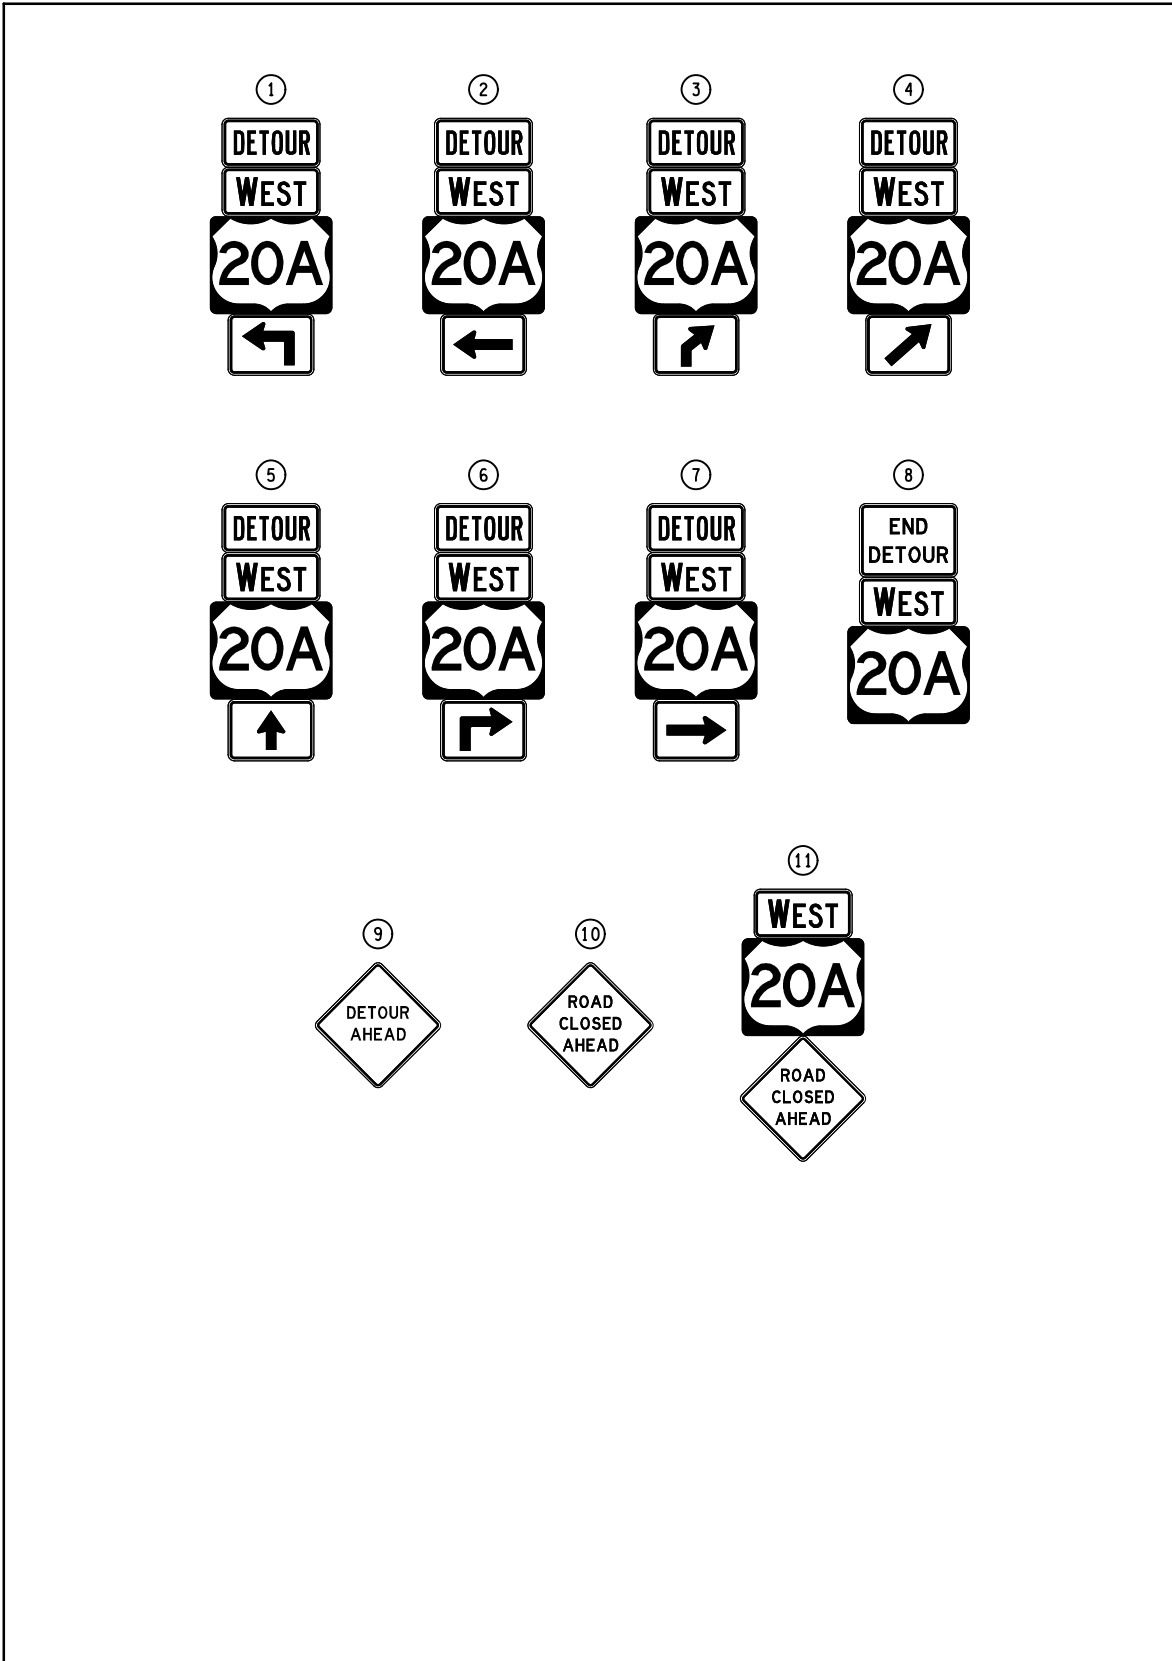 1
DETOUR
WEST
20A
2
DETOUR
WEST
20A
3
DETOUR
WEST
20A
4
DETOUR
WEST
20A
5
DETOUR
WEST
20A
6
DETOUR
WEST
20A
7
DETOUR
WEST
20A
8
END
DETOUR
WEST
20A
9
DETOUR
AHEAD
10
ROAD
CLOSED
AHEAD
11
WEST
20A
ROAD
CLOSED
AHEAD